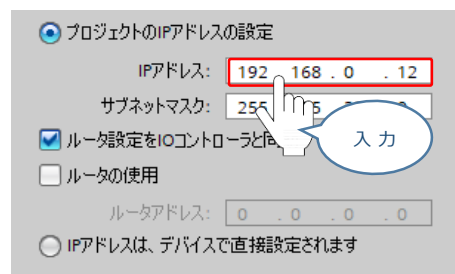 プロジェクトのIPアドレスの設定
IPアドレス: 192 . 168 . 0 . 12
サブネットマスク: 255
ルータ設定をIOコントローラと同
入力
ルータの使用
ルータアドレス: 0 . 0 . 0 . 0
IPアドレスは、デバイスで直接設定されます